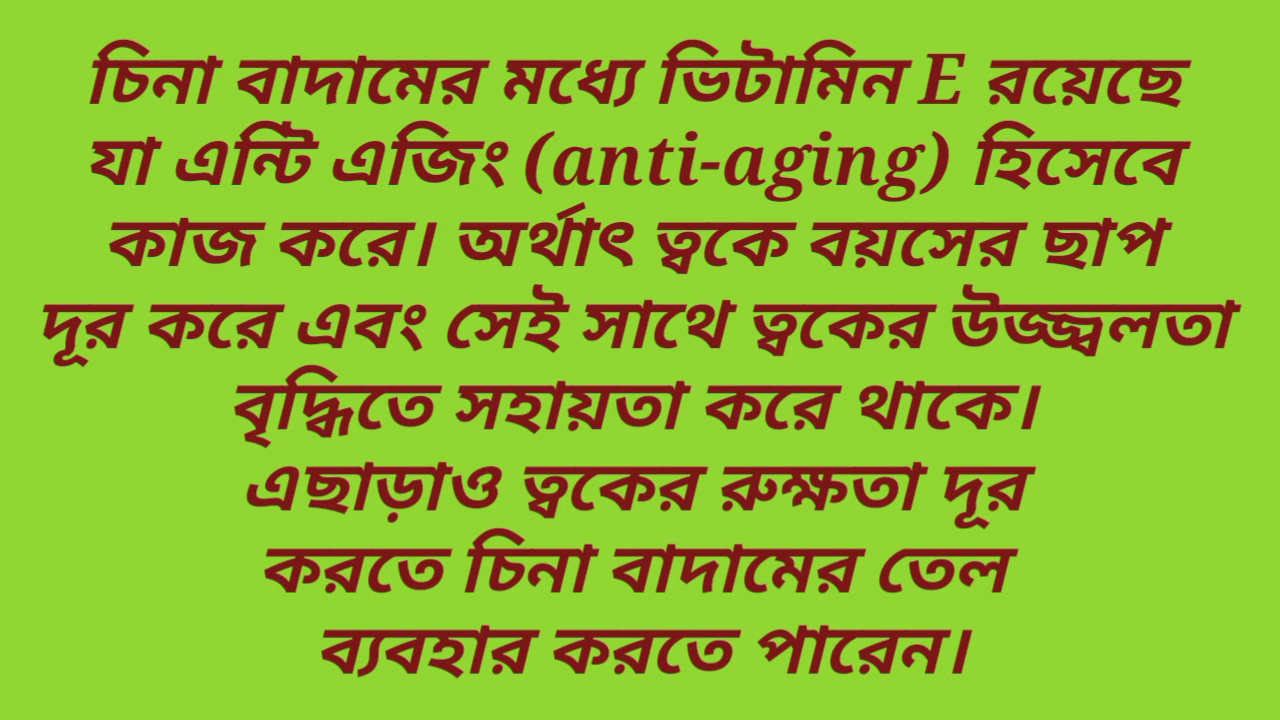 চিনা বাদামের মধ্যে ভিটামিন E রয়েছে
যা এন্টি এজিং (anti-aging) হিসেবে
কাজ করে। অর্থাৎ ত্বকে বয়সের ছাপ
দূর করে এবং সেই সাথে ত্বকের উজ্জ্বলতা
বৃদ্ধিতে সহায়তা করে থাকে।
এছাড়াও ত্বকের রুক্ষতা দূর
করতে চিনা বাদামের তেল
ব্যবহার করতে পারেন।